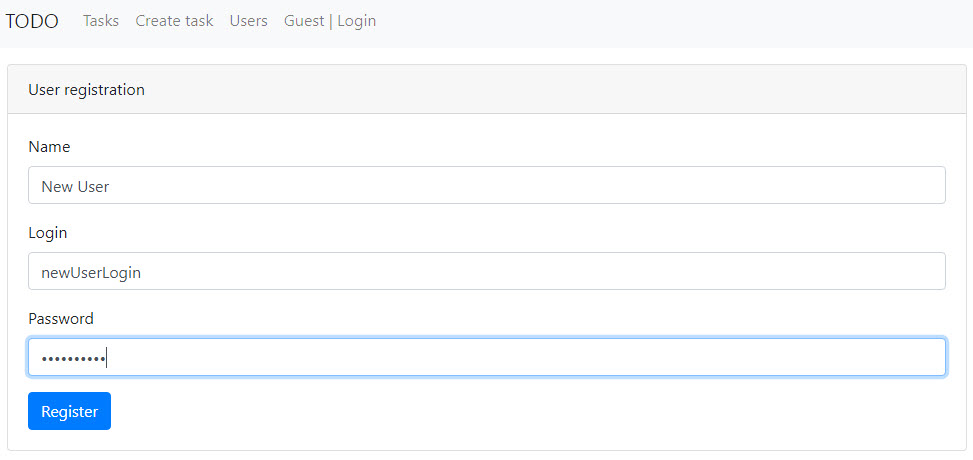 TODO Tasks Create task Users Guest | Login
User registration
Name
New User
Login
newUserLogin
Password
••••••••••
Register